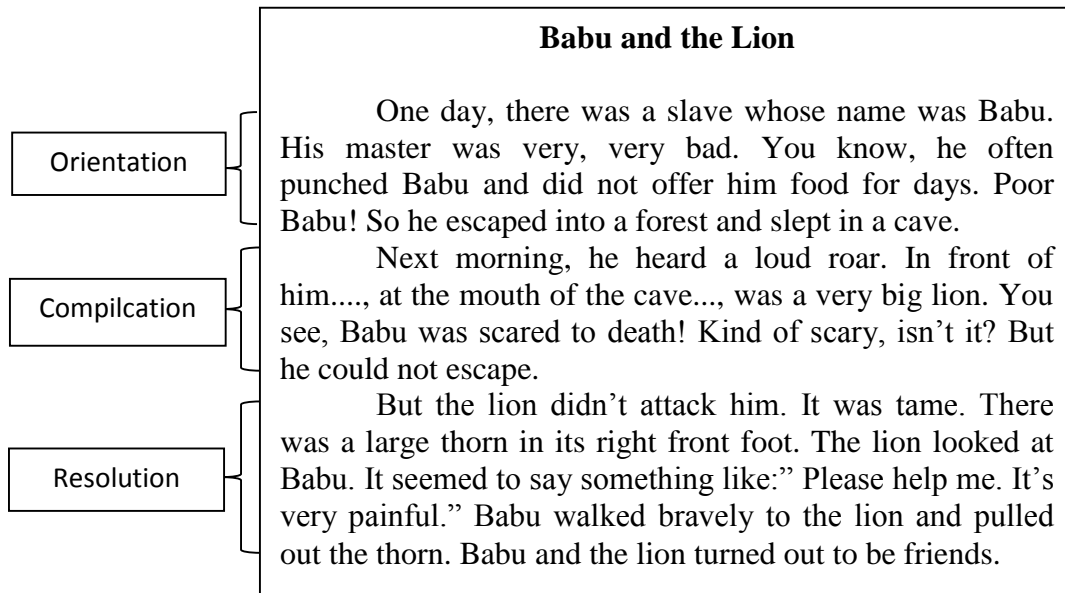 Babu and the Lion
One day, there was a slave whose name was Babu.
Orientation
His master was very, very bad. You know, he often
punched Babu and did not offer him food for days. Poor
Babu! So he escaped into a forest and slept in a cave.
Next morning, he heard a loud roar. In front of
Compilcation
him...., at the mouth of the cave..., was a very big lion. You
see, Babu was scared to death! Kind of scary, isn’t it? But
he could not escape.
But the lion didn’t attack him. It was tame. There
was a large thorn in its right front foot. The lion looked at
Resolution
Babu. It seemed to say something like:” Please help me. It’s
very painful.” Babu walked bravely to the lion and pulled
out the thorn. Babu and the lion turned out to be friends.